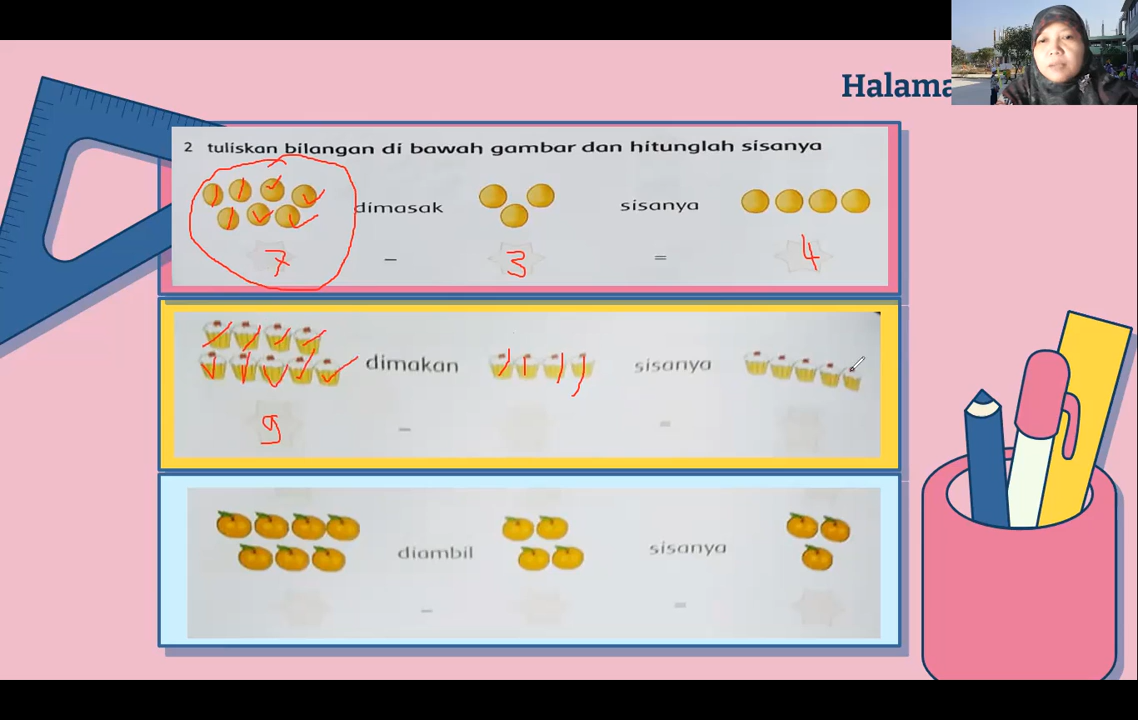 Halama
2 tuliskan bilangan di bawah gambar dan hitunglah sisanya
dimasak sisanya
7 – 3 = 4
dimakan sisanya
9 – =
diambil sisanya
– =